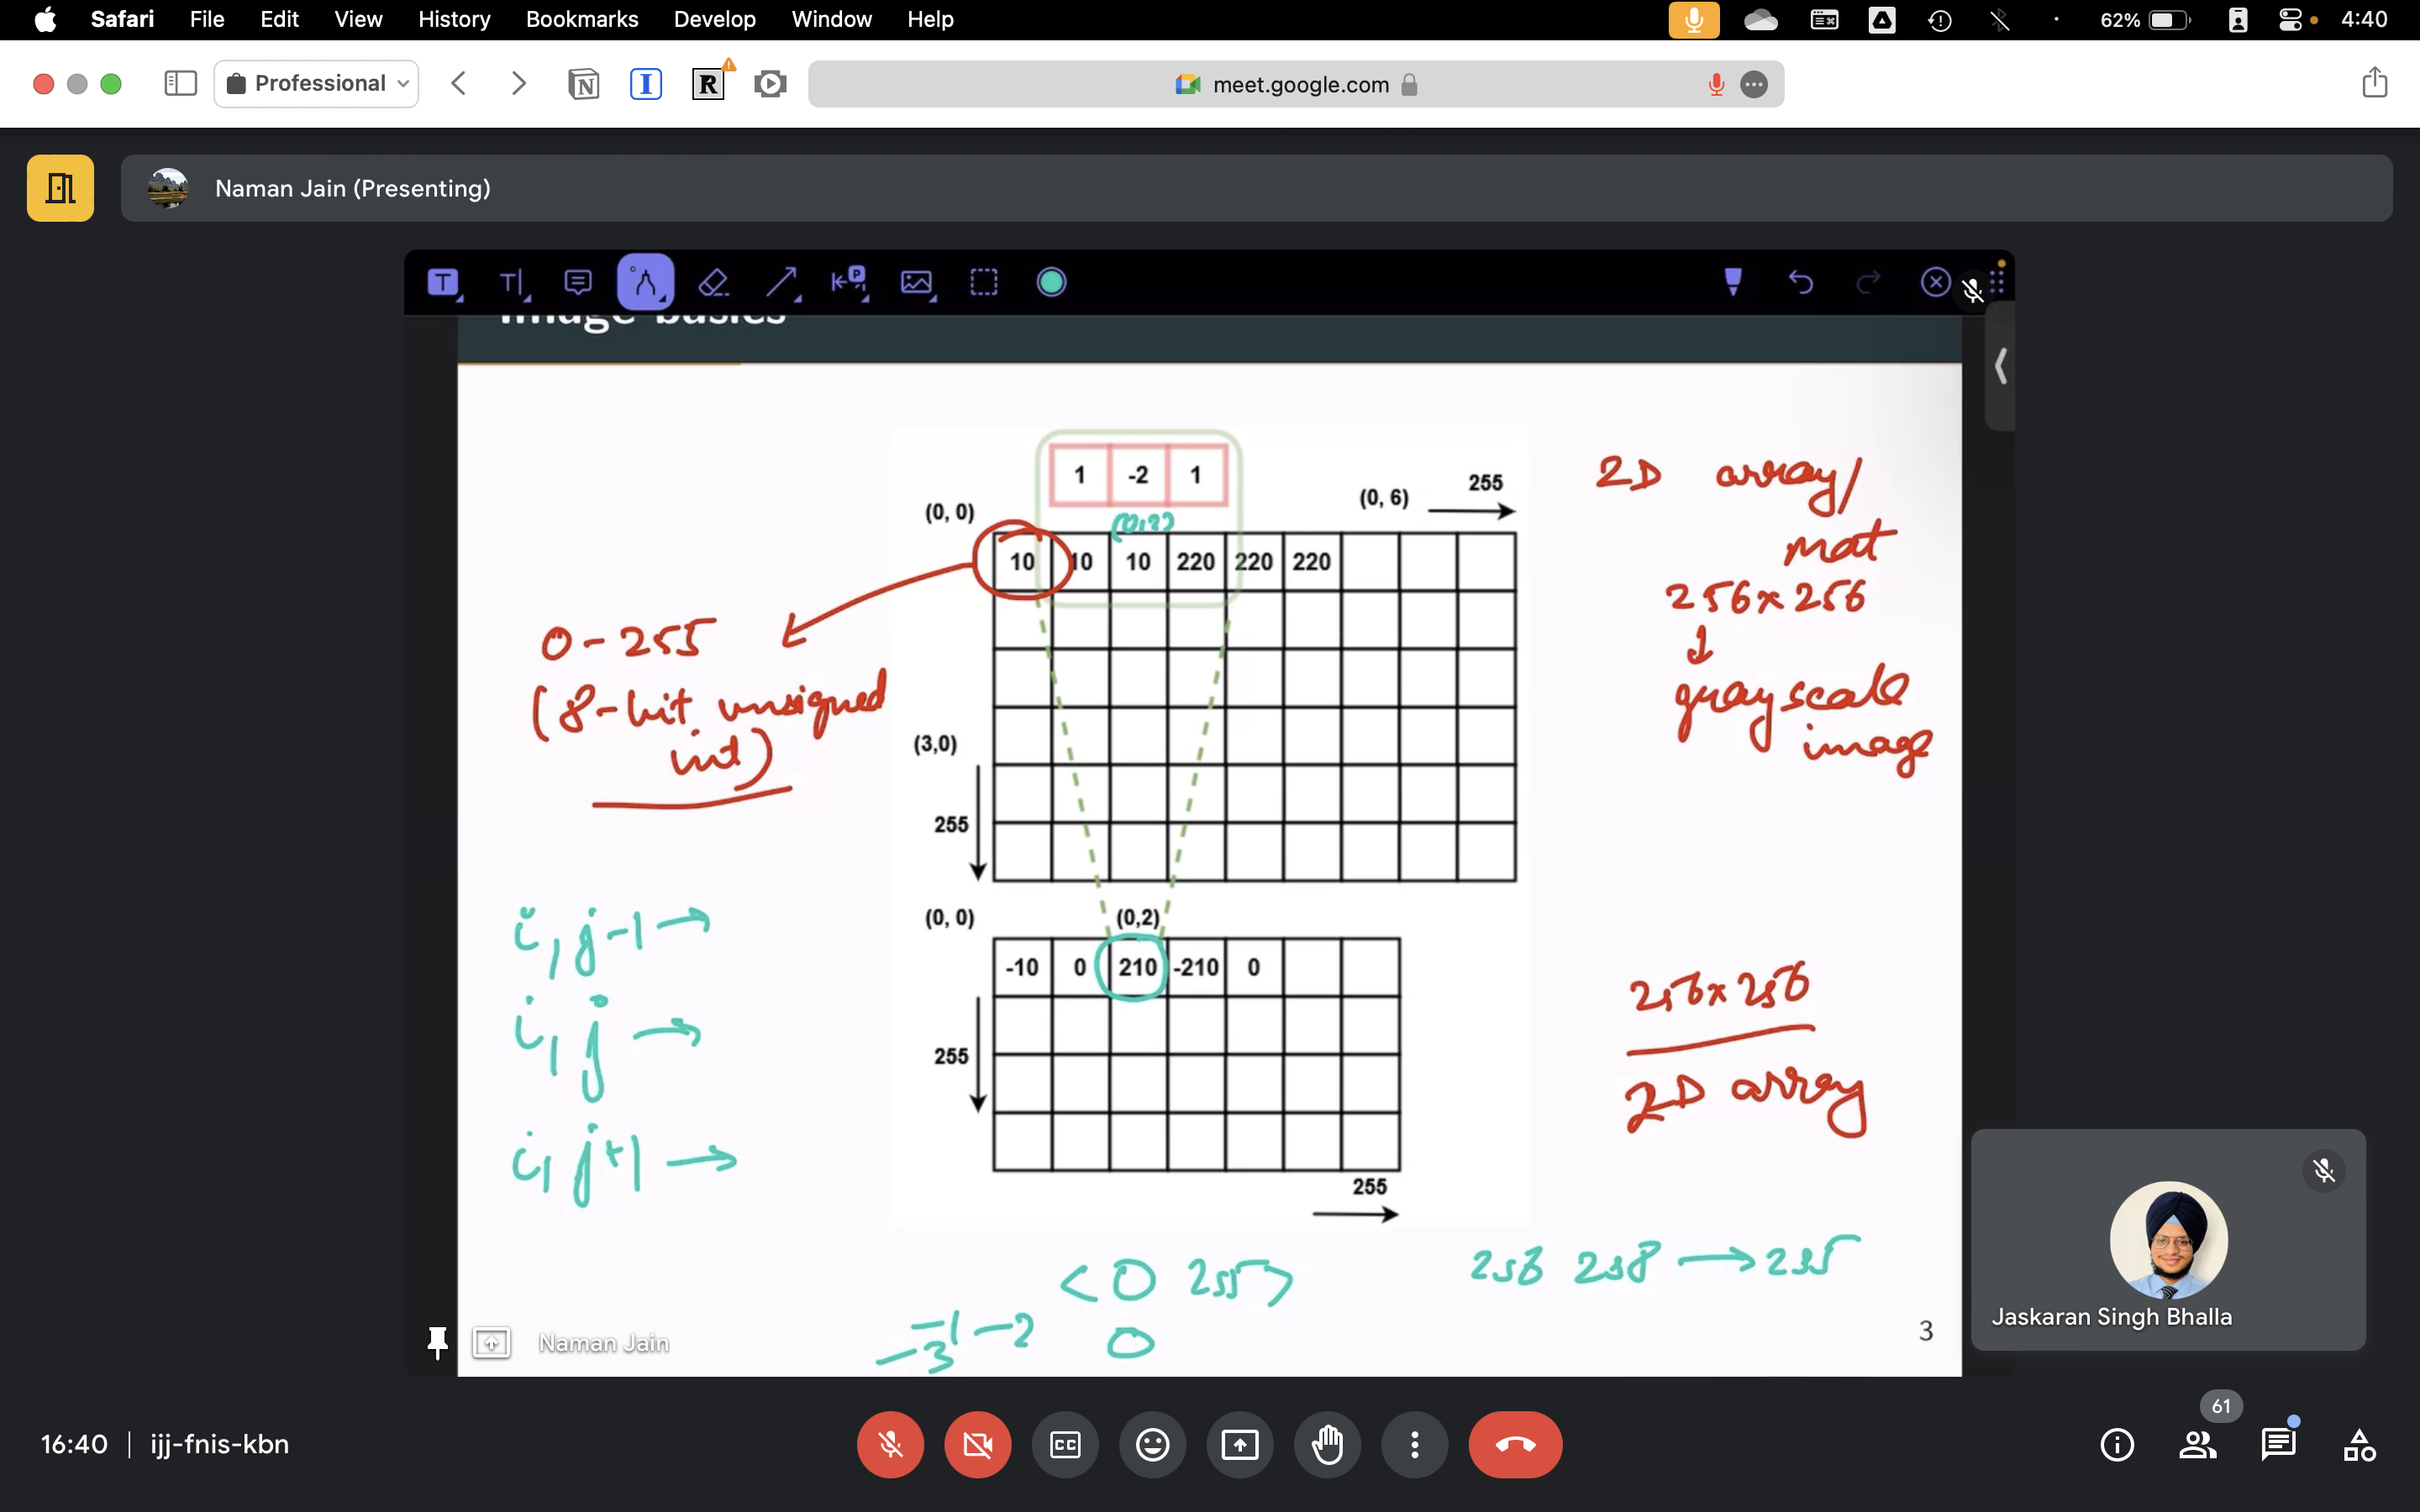 Safari File Edit View History Bookmarks Develop Window Help 62% 4:40
Professional meet.google.com
Naman Jain (Presenting)
Image basics
1 -2 1
(0, 0) (0,2) (0, 6) 255
10 10 10 220 220 220
2D array/
mat
256x256
grayscale
image
0-255
(8-bit unsigned
int)
(3,0)
255
i, j-1
i, j
i, j+1
(0, 0) (0,2)
-10 0 210 -210 0
255
255
256x256
2D array
<0 255>
256 258 → 255
-1 -2 0
-3
3
Naman Jain
Jaskaran Singh Bhalla
61
16:40 | ijj-fnis-kbn